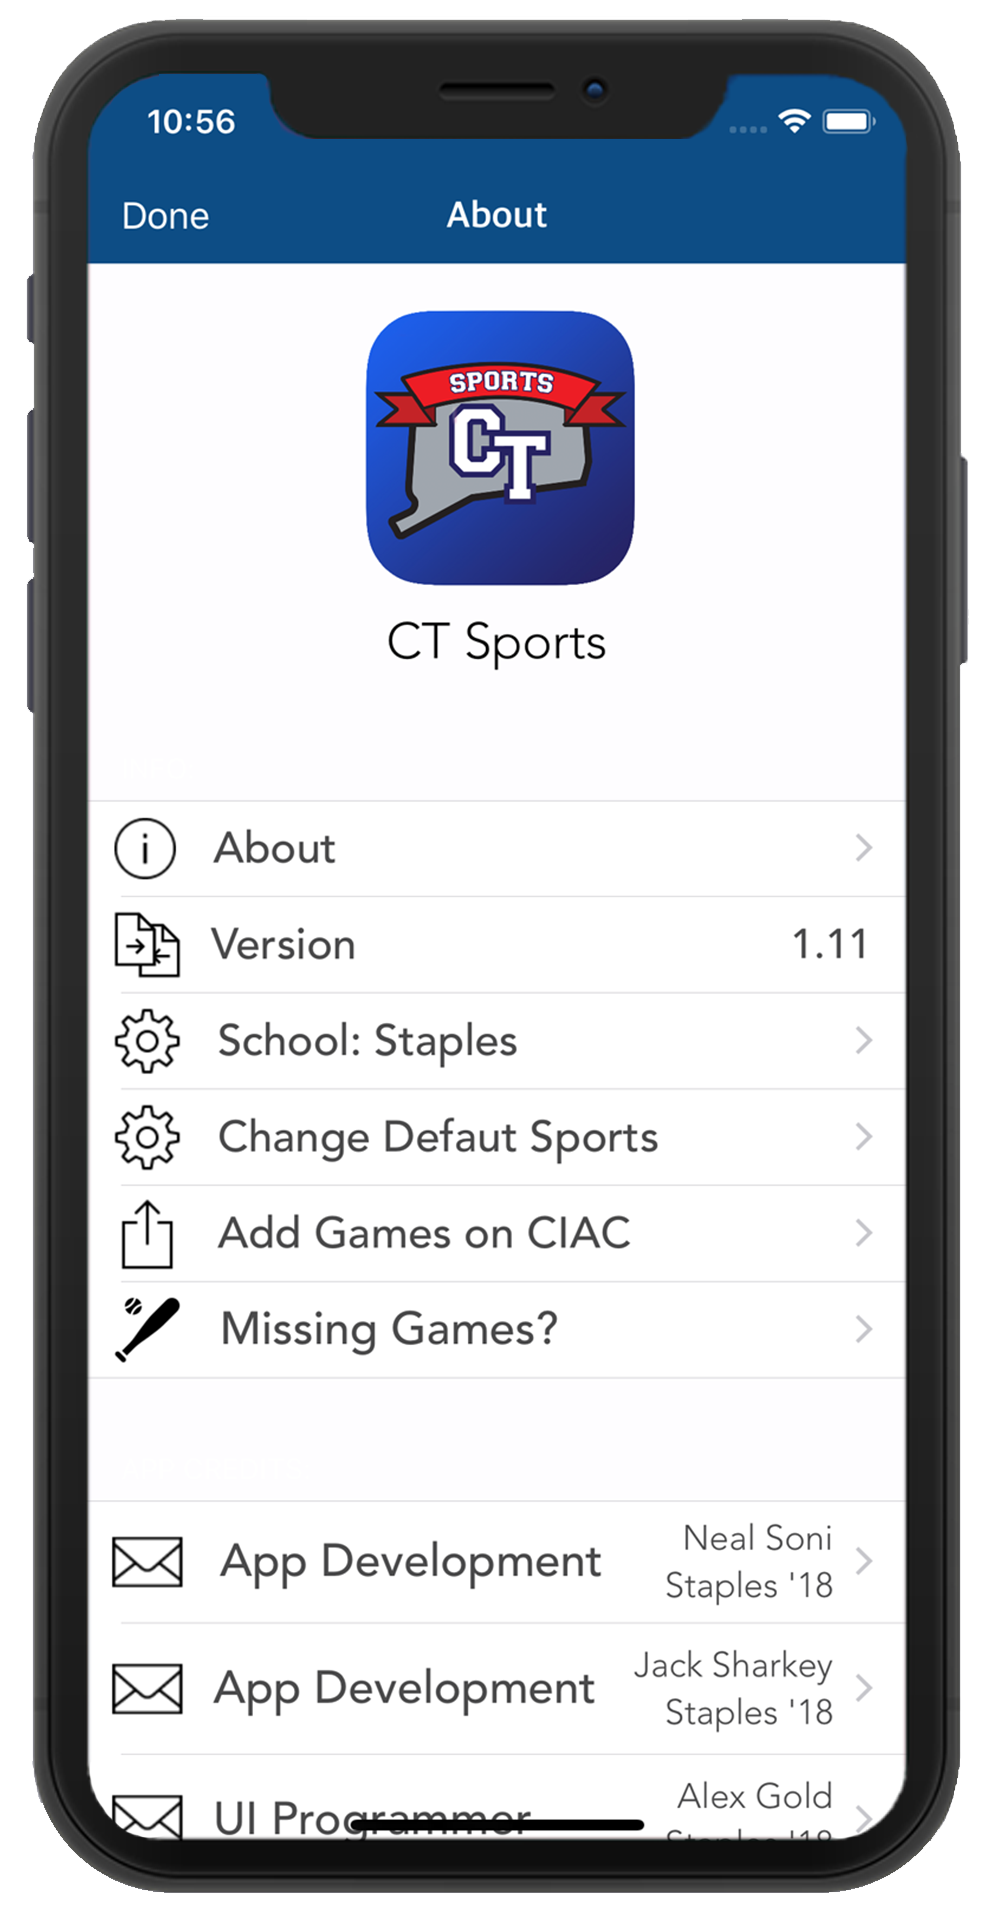 10:56
Done
About
SPORTS
CT
CT Sports
About
Version
1.11
School: Staples
Change Defaut Sports
Add Games on CIAC
Missing Games?
App Development
Neal Soni
Staples '18
App Development
Jack Sharkey
Staples '18
UI Programmer
Alex Gold